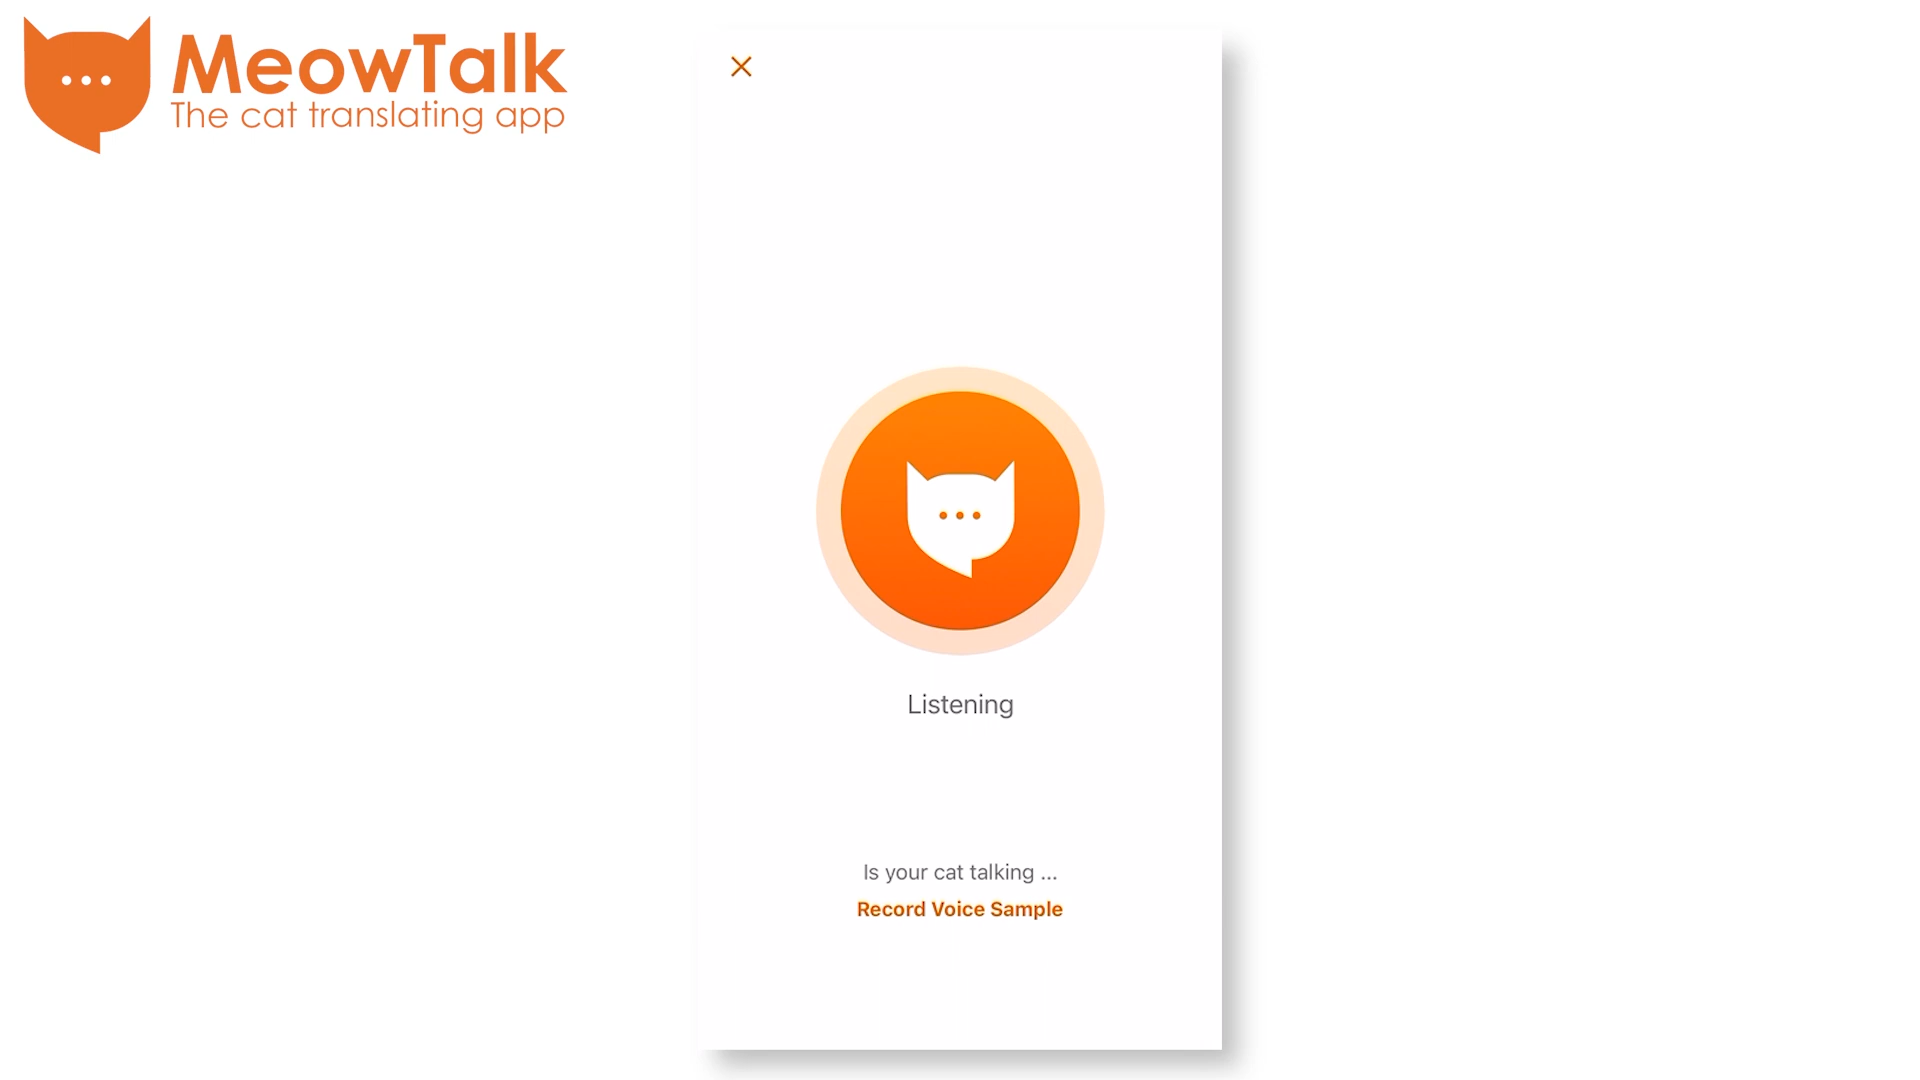 MeowTalk
The cat translating app
Listening
Is your cat talking ...
Record Voice Sample